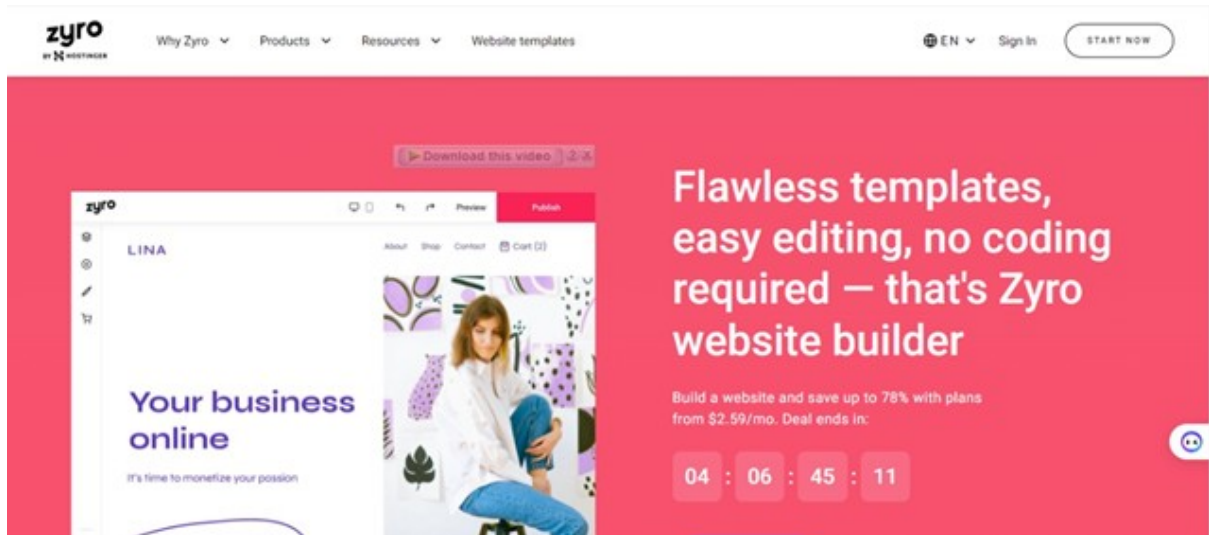 zyro
BY HOSTINGER
Why Zyro
Products
Resources
Website templates
EN
Sign In
START NOW
Download this video
zyro
Preview
Publish
LINA
About
Shop
Contact
Cart (2)
Your business
online
It's time to monetize your passion
Flawless templates,
easy editing, no coding
required — that's Zyro
website builder
Build a website and save up to 78% with plans
from $2.59/mo. Deal ends in:
04 : 06 : 45 : 11